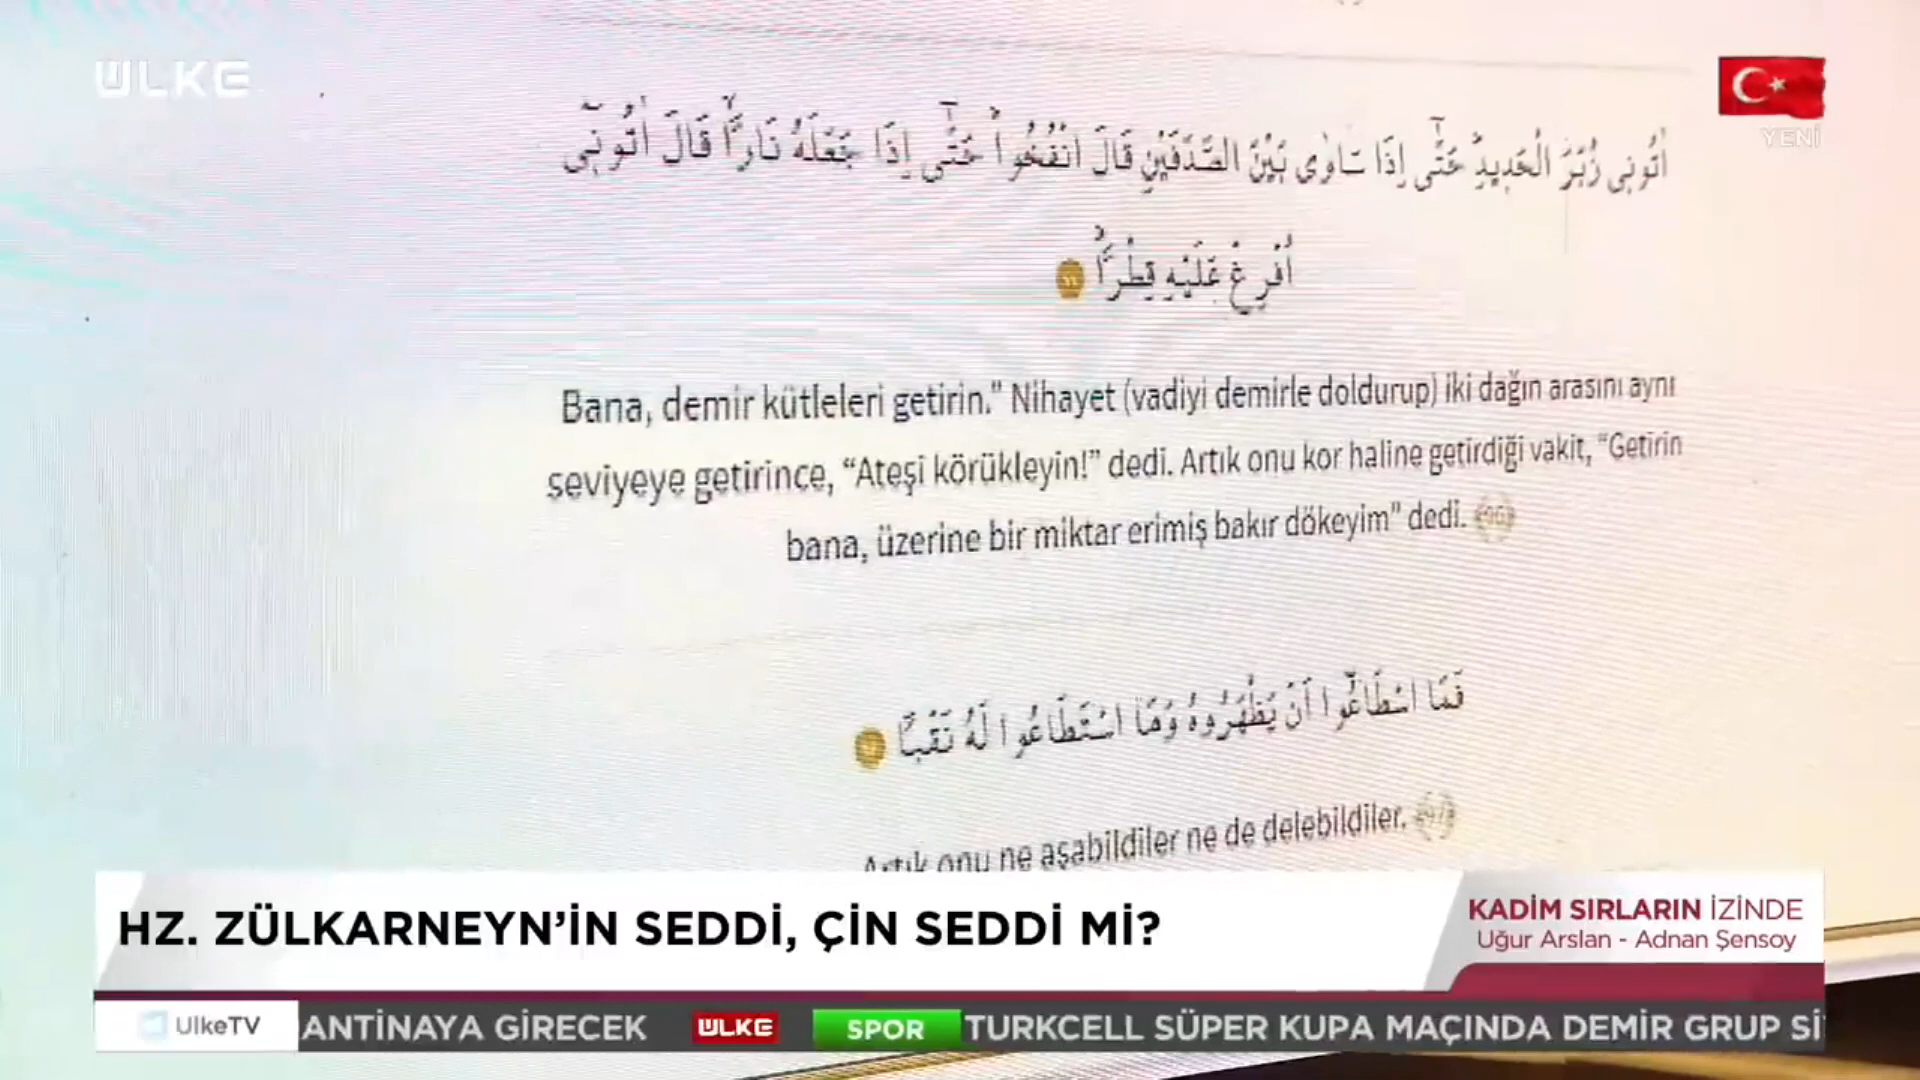 ÜLKE
YENİ
اٰتُون۪ي زُبَرَ الْحَد۪يدِۜ حَتّٰٓى اِذَا سَاوٰى بَيْنَ الصَّدَفَيْنِ قَالَ انْفُخُواۜ حَتّٰٓى اِذَا جَعَلَهُ نَارًاۙ قَالَ اٰتُون۪ٓي
اُفْرِغْ عَلَيْهِ قِطْرًاۜ
Bana, demir kütleleri getirin.” Nihayet (vadiyi demirle doldurup) iki dağın arasını aynı
seviyeye getirince, “Ateşi körükleyin!” dedi. Artık onu kor haline getirdiği vakit, “Getirin
bana, üzerine bir miktar erimiş bakır dökeyim” dedi. ﴾96﴿
فَمَا اسْطَاعُٓوا اَنْ يَظْهَرُوهُ وَمَا اسْتَطَاعُوا لَهُ نَقْبًا
Artık onu ne aşabildiler ne de delebildiler. ﴾97﴿
HZ. ZÜLKARNEYN’İN SEDDİ, ÇİN SEDDİ Mİ?
KADİM SIRLARIN İZİNDE
Uğur Arslan - Adnan Şensoy
UlkeTV ANTİNAYA GİRECEK ÜLKE SPOR TURKCELL SÜPER KUPA MAÇINDA DEMİR GRUP Sİ